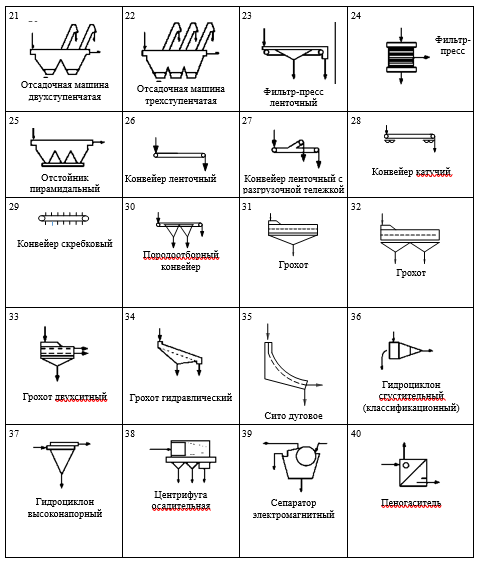 21
22
23
24
Фильтр-
пресс
Отсадочная машина
двухступенчатая
Отсадочная машина
трехступенчатая
Фильтр-пресс
ленточный
25
26
27
28
Отстойник
пирамидальный
Конвейер ленточный
Конвейер ленточный с
разгрузочной тележкой
Конвейер катучий
29
30
31
32
Конвейер скребковый
Породоотборный
конвейер
Грохот
Грохот
33
34
35
36
Грохот двухситный
Грохот гидравлический
Сито дуговое
Гидроциклон
сгустительный
(классификационный)
37
38
39
40
Гидроциклон
высоконапорный
Центрифуга
осадительная
Сепаратор
электромагнитный
Пеногаситель